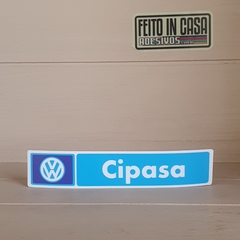 FEITO IN CASA
ADESIVOS
VW
Cipasa